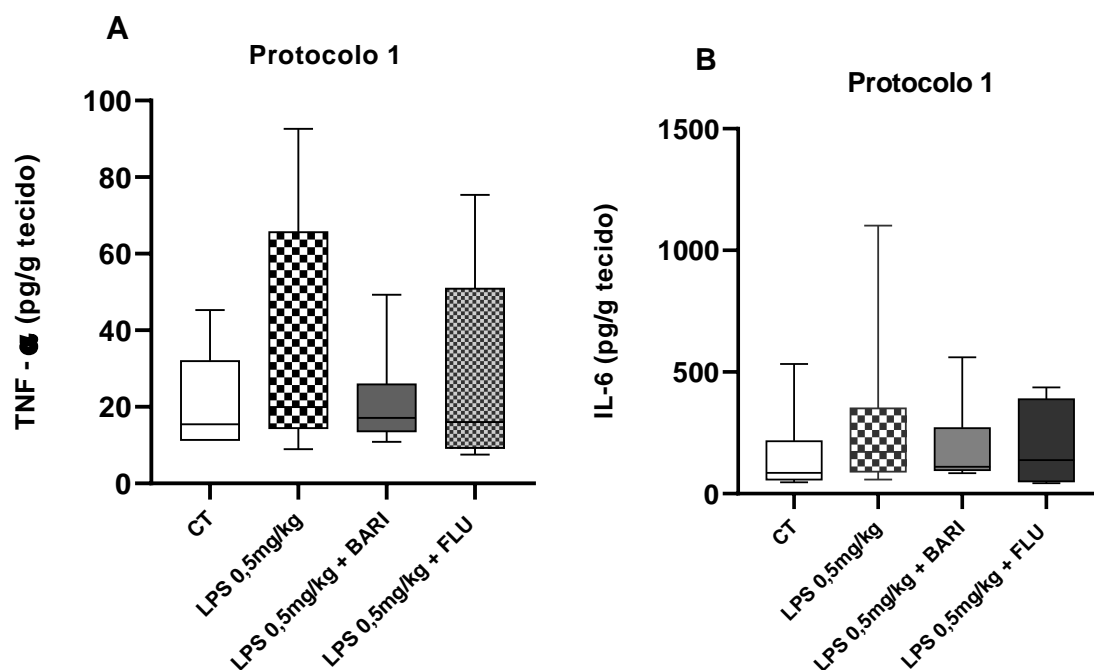 A
Protocolo 1
TNF - α (pg/g tecido)
100
80
60
40
20
0
CT
LPS 0,5mg/kg
LPS 0,5mg/kg + BARI
LPS 0,5mg/kg + FLU
B
Protocolo 1
IL-6 (pg/g tecido)
1500
1000
500
0
CT
LPS 0,5mg/kg
LPS 0,5mg/kg + BARI
LPS 0,5mg/kg + FLU